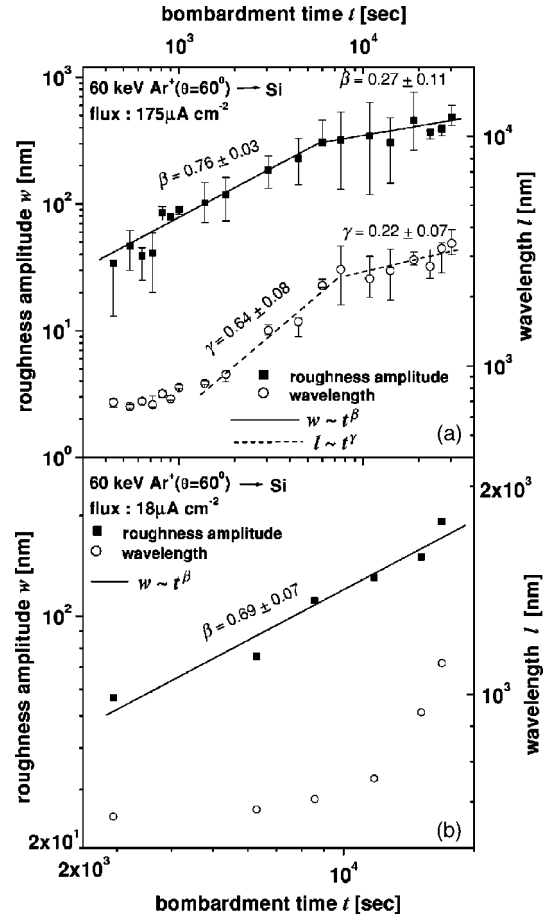 bombardment time t [sec]
10³ 10⁴
(a)
60 keV Ar⁺(θ=60⁰) → Si
flux : 175μA cm⁻²
β = 0.27 ± 0.11
β = 0.76 ± 0.03
γ = 0.22 ± 0.07
γ = 0.64 ± 0.08
roughness amplitude w [nm]
10³
10²
10¹
10⁰
wavelength l [nm]
10⁴
10³
roughness amplitude
wavelength
w ~ t^β
l ~ t^γ
(a)
60 keV Ar⁺(θ=60⁰) → Si
flux : 18μA cm⁻²
roughness amplitude
wavelength
w ~ t^β
β = 0.69 ± 0.07
roughness amplitude w [nm]
10²
2x10¹
wavelength l [nm]
2x10³
10³
(b)
2x10³ 10⁴
bombardment time t [sec]